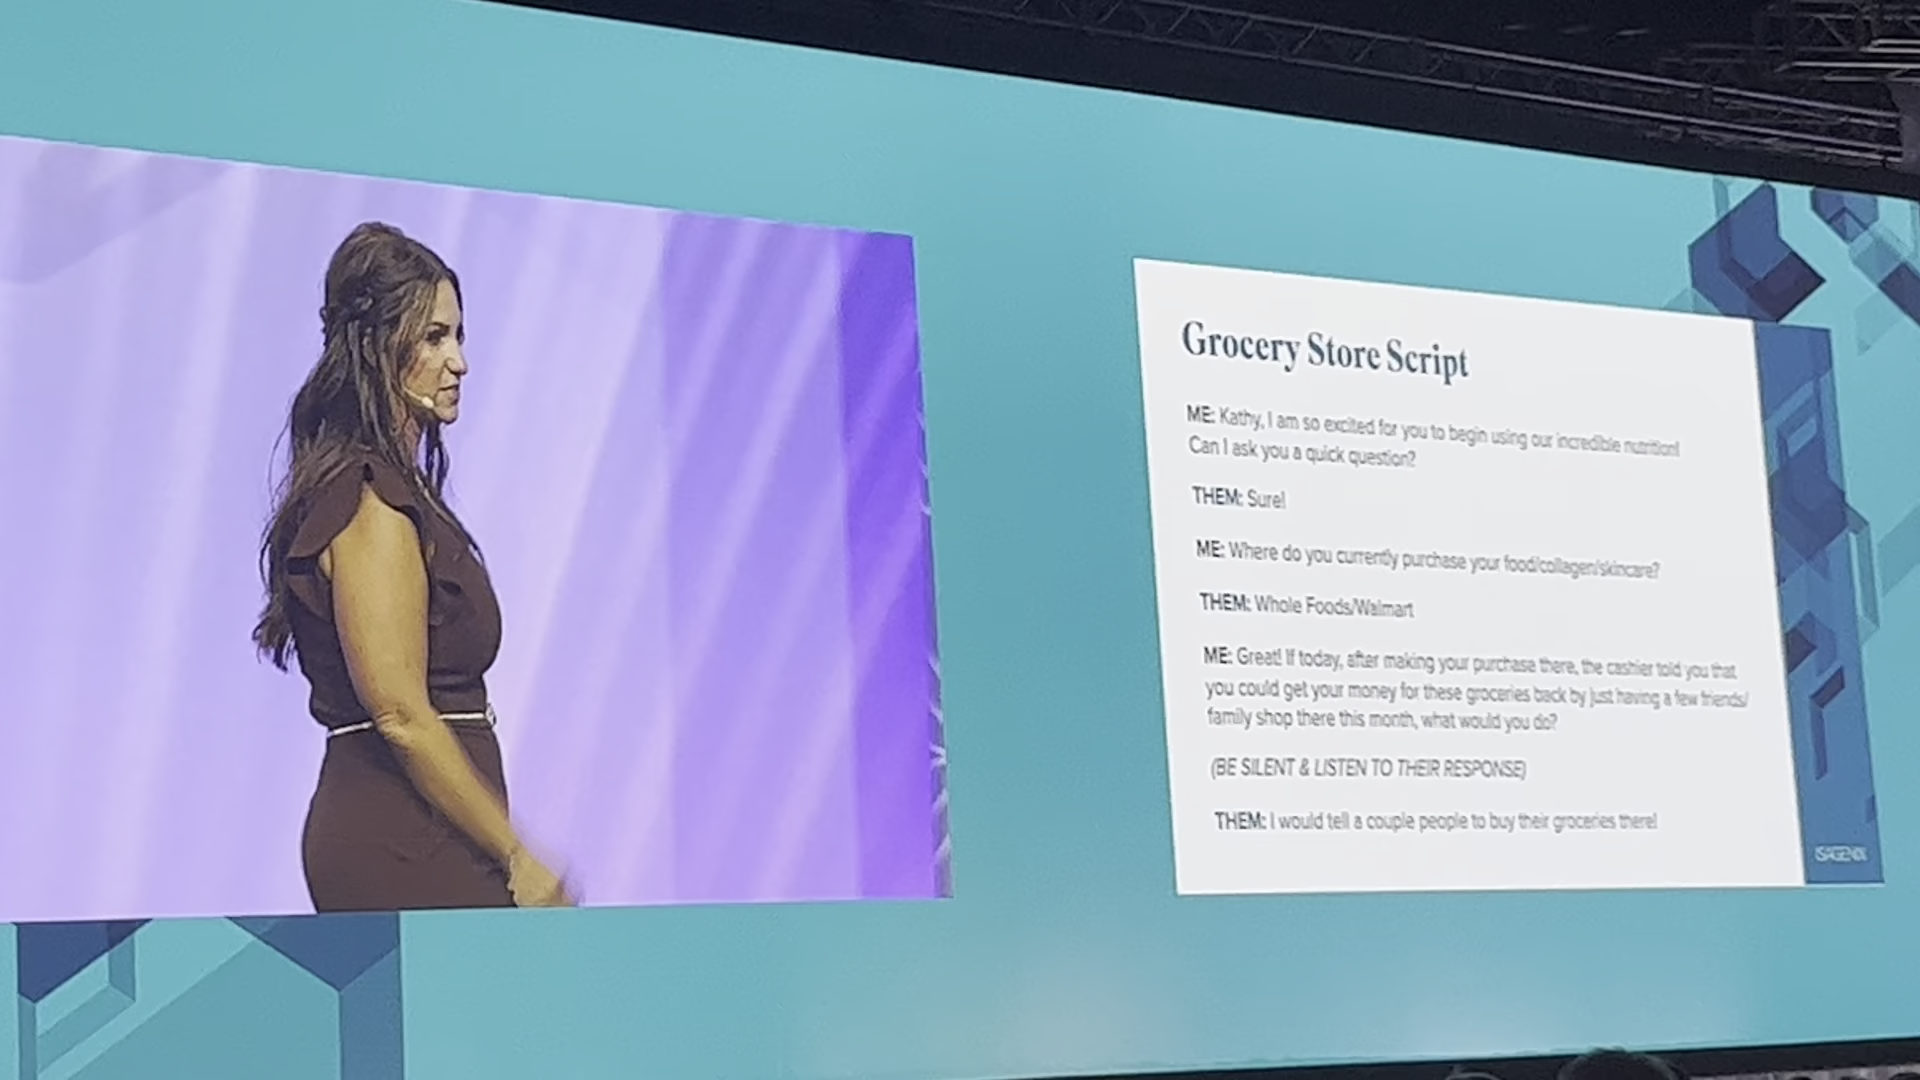 Grocery Store Script
ME: Kathy, I am so excited for you to begin using our incredible nutrition!
Can I ask you a quick question?
THEM: Sure!
ME: Where do you currently purchase your food/collagen/skincare?
THEM: Whole Foods/Walmart
ME: Great! If today, after making your purchase there, the cashier told you that
you could get your money for these groceries back by just having a few friends/
family shop there this month, what would you do?
(BE SILENT & LISTEN TO THEIR RESPONSE)
THEM: I would tell a couple people to buy their groceries there!
ISAGENIX